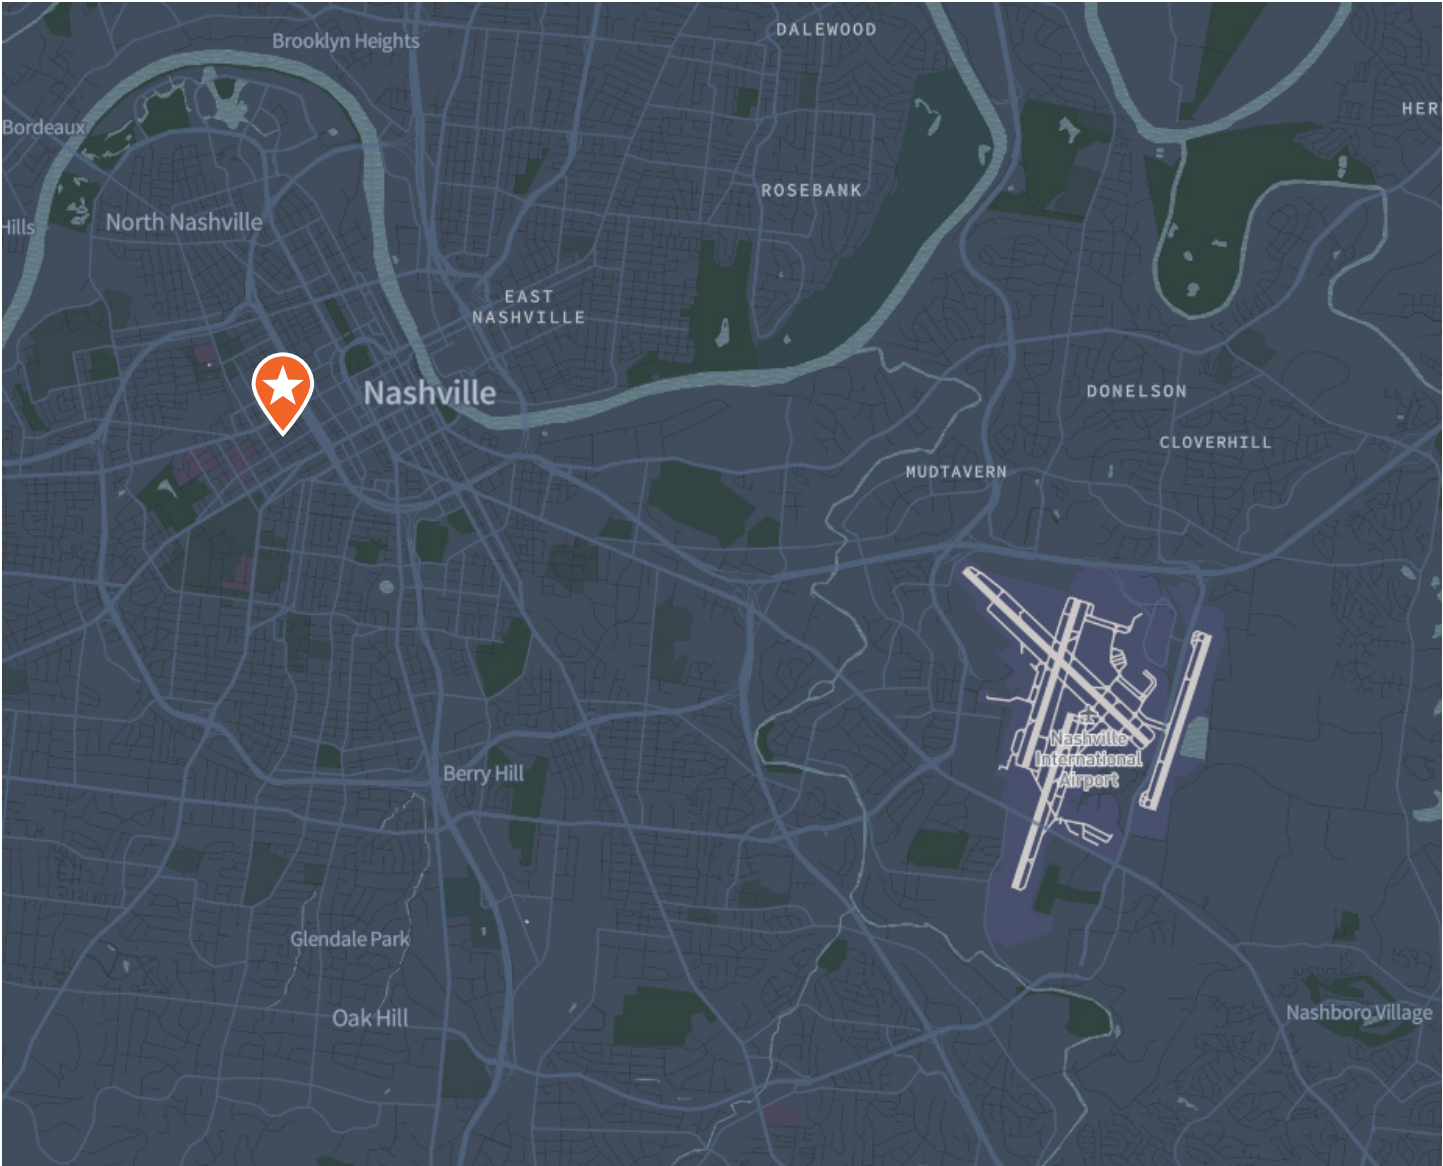 DALEWOOD
Brooklyn Heights
HER
Bordeaux
ROSEBANK
North Nashville
Hills
EAST
NASHVILLE
Nashville
DONELSON
CLOVERHILL
MUDTAVERN
Nashville
International
Airport
Berry Hill
Glendale Park
Oak Hill
Nashboro Village